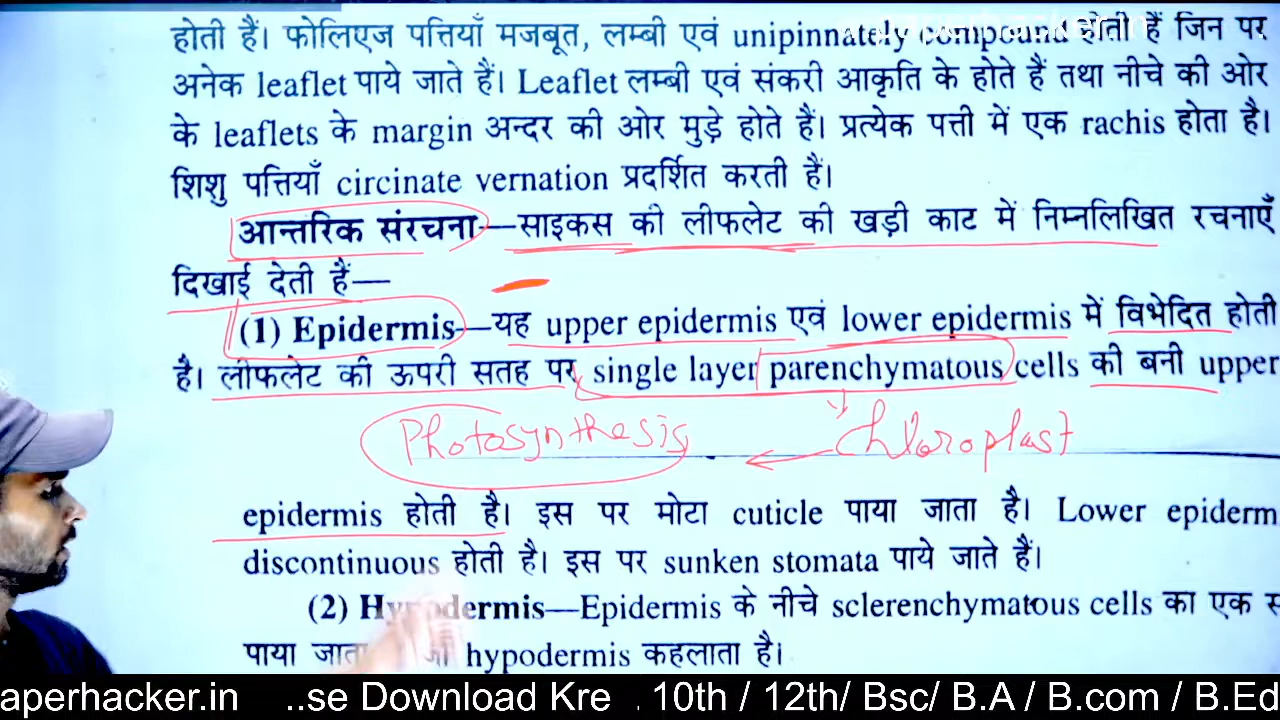 होती हैं। फोलिएज पत्तियाँ मजबूत, लम्बी एवं unipinnately compound होती हैं जिन पर
अनेक leaflet पाये जाते हैं। Leaflet लम्बी एवं संकरी आकृति के होते हैं तथा नीचे की ओर
के leaflets के margin अन्दर की ओर मुड़े होते हैं। प्रत्येक पत्ती में एक rachis होता है।
शिशु पत्तियाँ circinate vernation प्रदर्शित करती हैं।
आन्तरिक संरचना—साइकस की लीफलेट की खड़ी काट में निम्नलिखित रचनाएँ
दिखाई देती हैं—
(1) Epidermis—यह upper epidermis एवं lower epidermis में विभेदित होती
है। लीफलेट की ऊपरी सतह पर single layer parenchymatous cells की बनी upper
Photosynthesis Chloroplast
epidermis होती है। इस पर मोटा cuticle पाया जाता है। Lower epiderm
discontinuous होती है। इस पर sunken stomata पाये जाते हैं।
(2) Hypodermis—Epidermis के नीचे sclerenchymatous cells का एक
पाया hypodermis कहलाता है।
aperhacker.in ..se Download Kre . 10th / 12th/ Bsc/ B.A / B.com / B.Ed